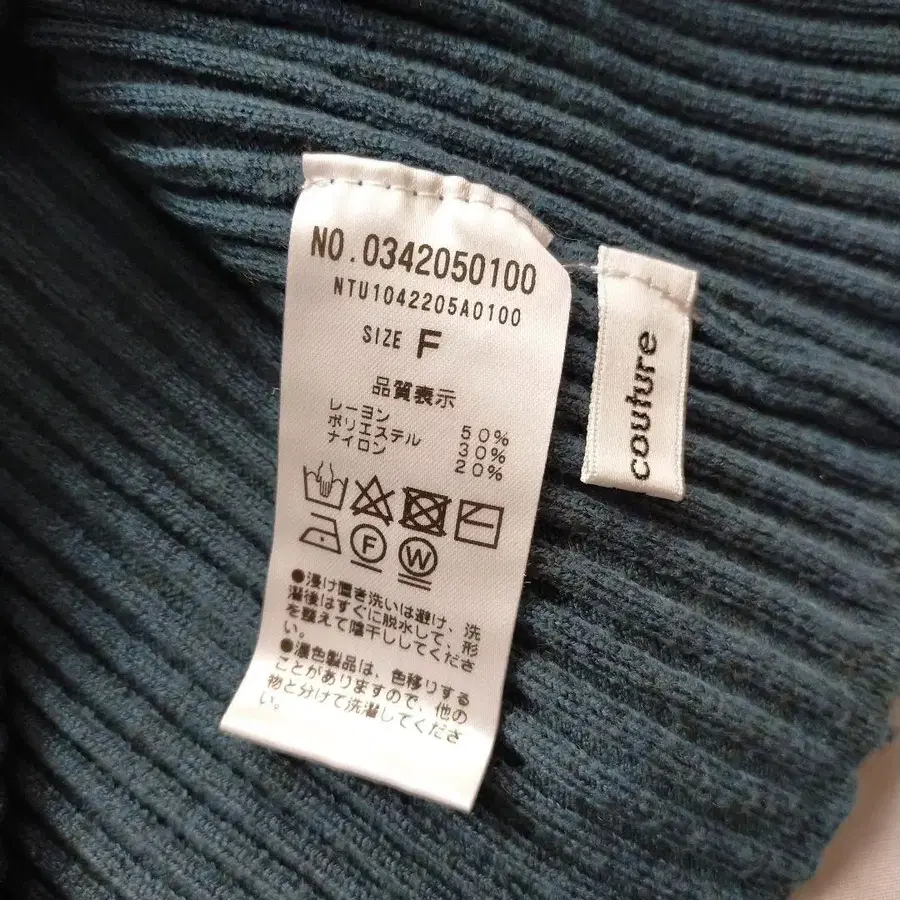 NO.0342050100
NTU1042205A0100
SIZE F
品質表示
レーヨン 50%
ポリエステル 30%
ナイロン 20%
F W
●浸け置き洗いは避け、洗
濯後はすぐに脱水して、形
を整えて陰干ししてくださ
い。
●濃色製品は、色移りする
ことがありますので、他の
物と分けて洗濯してくださ
い。
couture